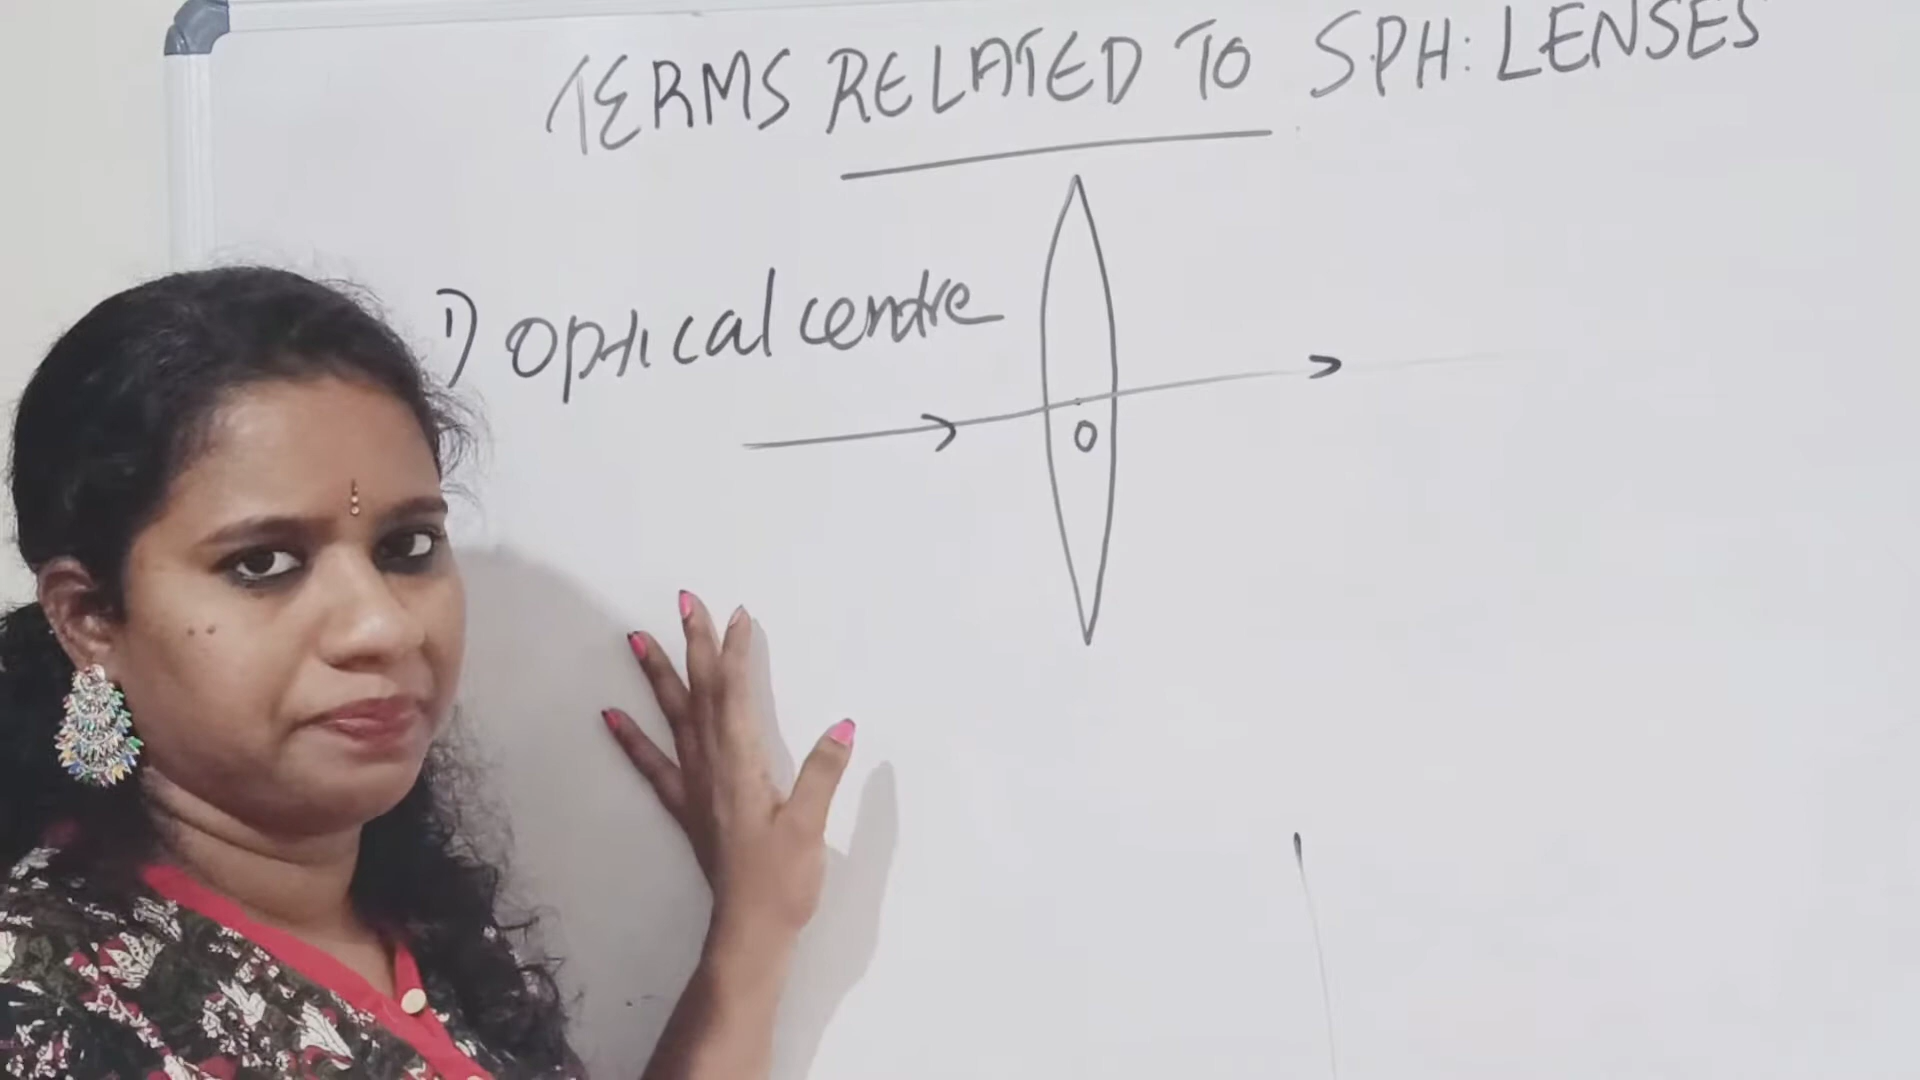 TERMS RELATED TO SPH: LENSES
1) Optical centre
O